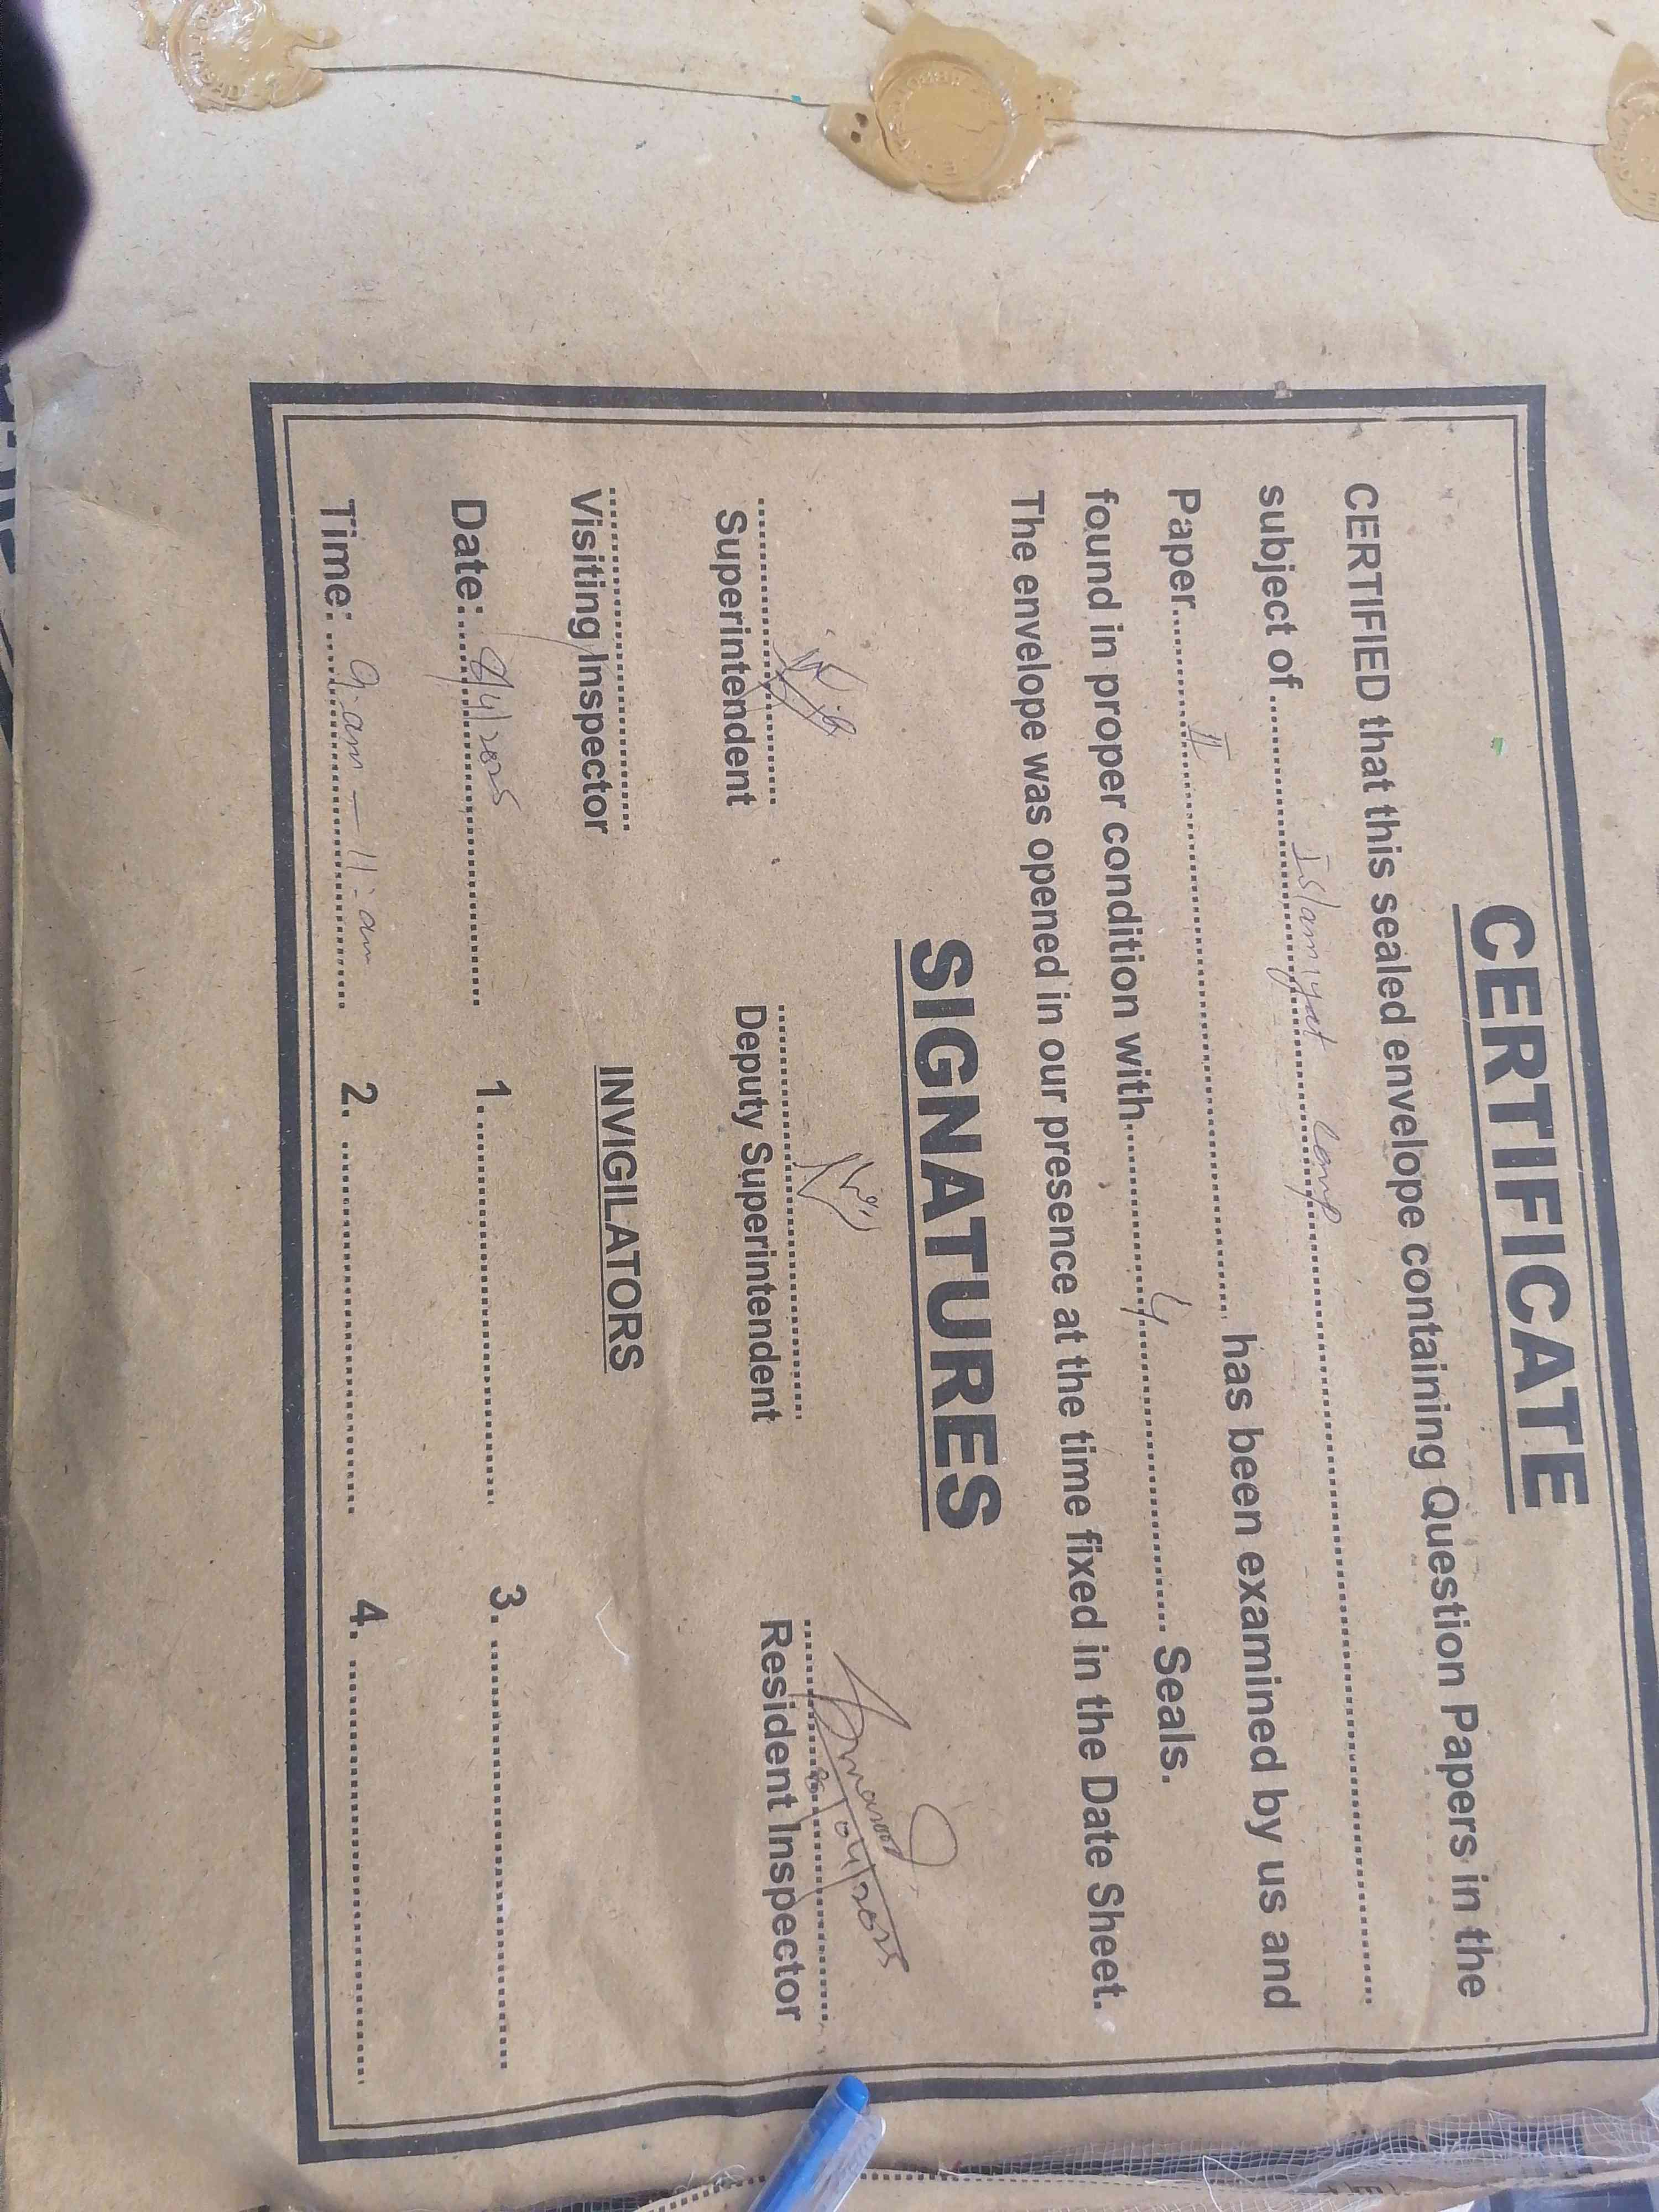 CERTIFICATE
CERTIFIED that this sealed envelope containing Question Papers in the
subject of Islamiyat Comp
Paper II has been examined by us and
found in proper condition with 4 Seals.
The envelope was opened in our presence at the time fixed in the Date Sheet.
SIGNATURES
Superintendent Deputy Superintendent Resident Inspector
Visiting Inspector INVIGILATORS
Date: 9/4/2025 1. 3.
Time: 9:am - 11:am 2. 4.